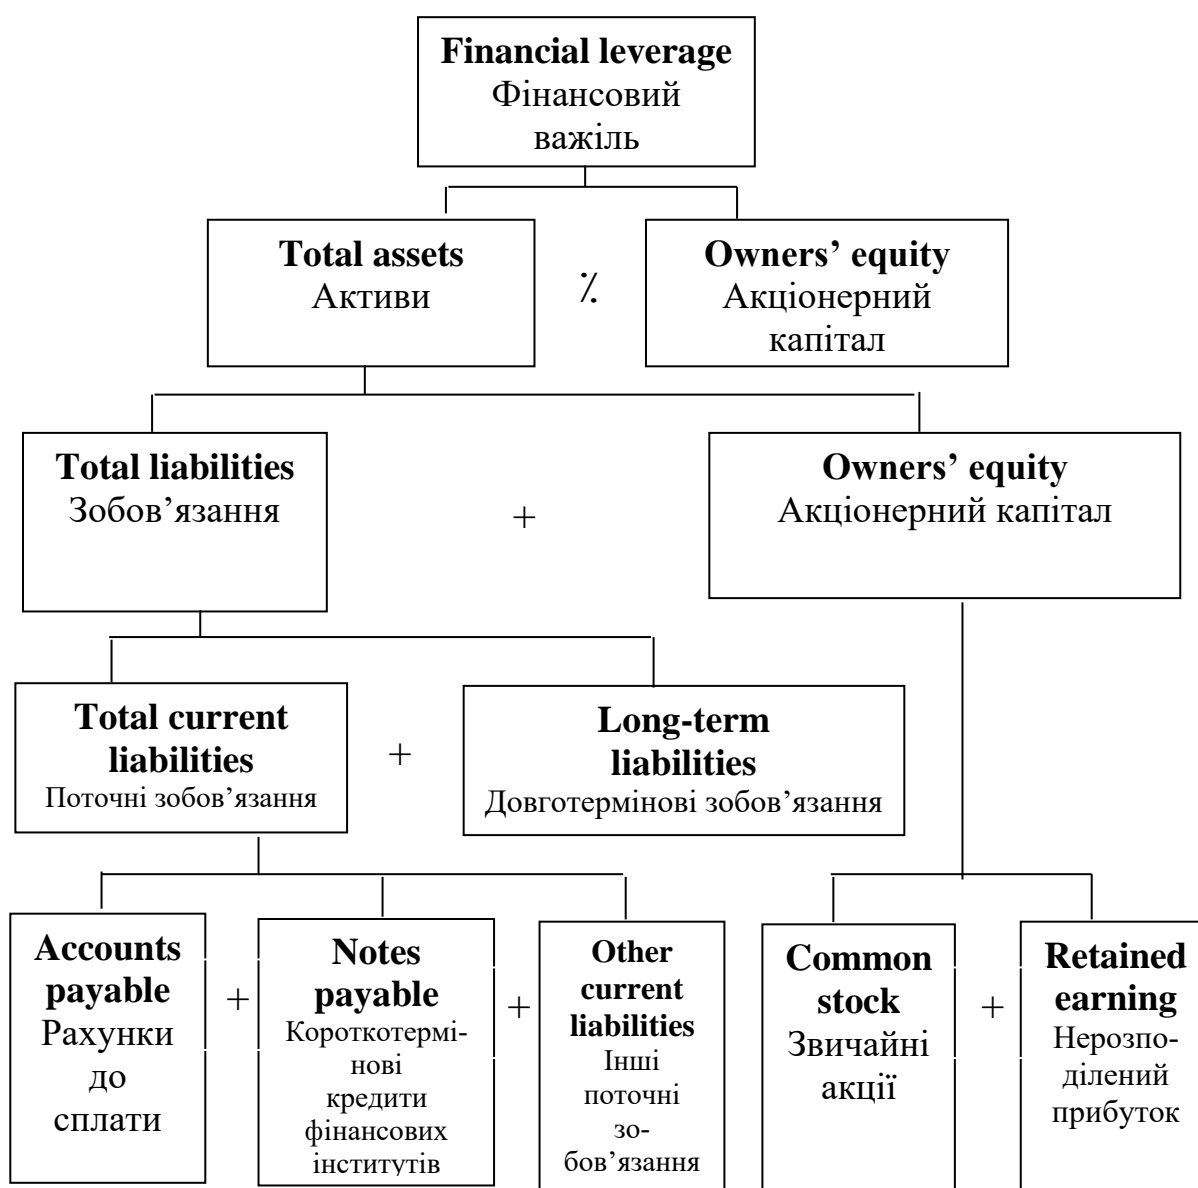 Financial leverage
Фінансовий
важіль
Total assets
Активи
٪
Owners’ equity
Акціонерний
капітал
Total liabilities
Зобов’язання
+
Owners’ equity
Акціонерний капітал
Total current
liabilities
Поточні зобов’язання
+
Long-term
liabilities
Довготермінові зобов’язання
Accounts
payable
Рахунки
до
сплати
+
Notes
payable
Короткотермі-
нові
кредити
фінансових
інститутів
+
Other
current
liabilities
Інші
поточні
зо-
бов’язання
Common
stock
Звичайні
акції
+
Retained
earning
Нерозпо-
ділений
прибуток